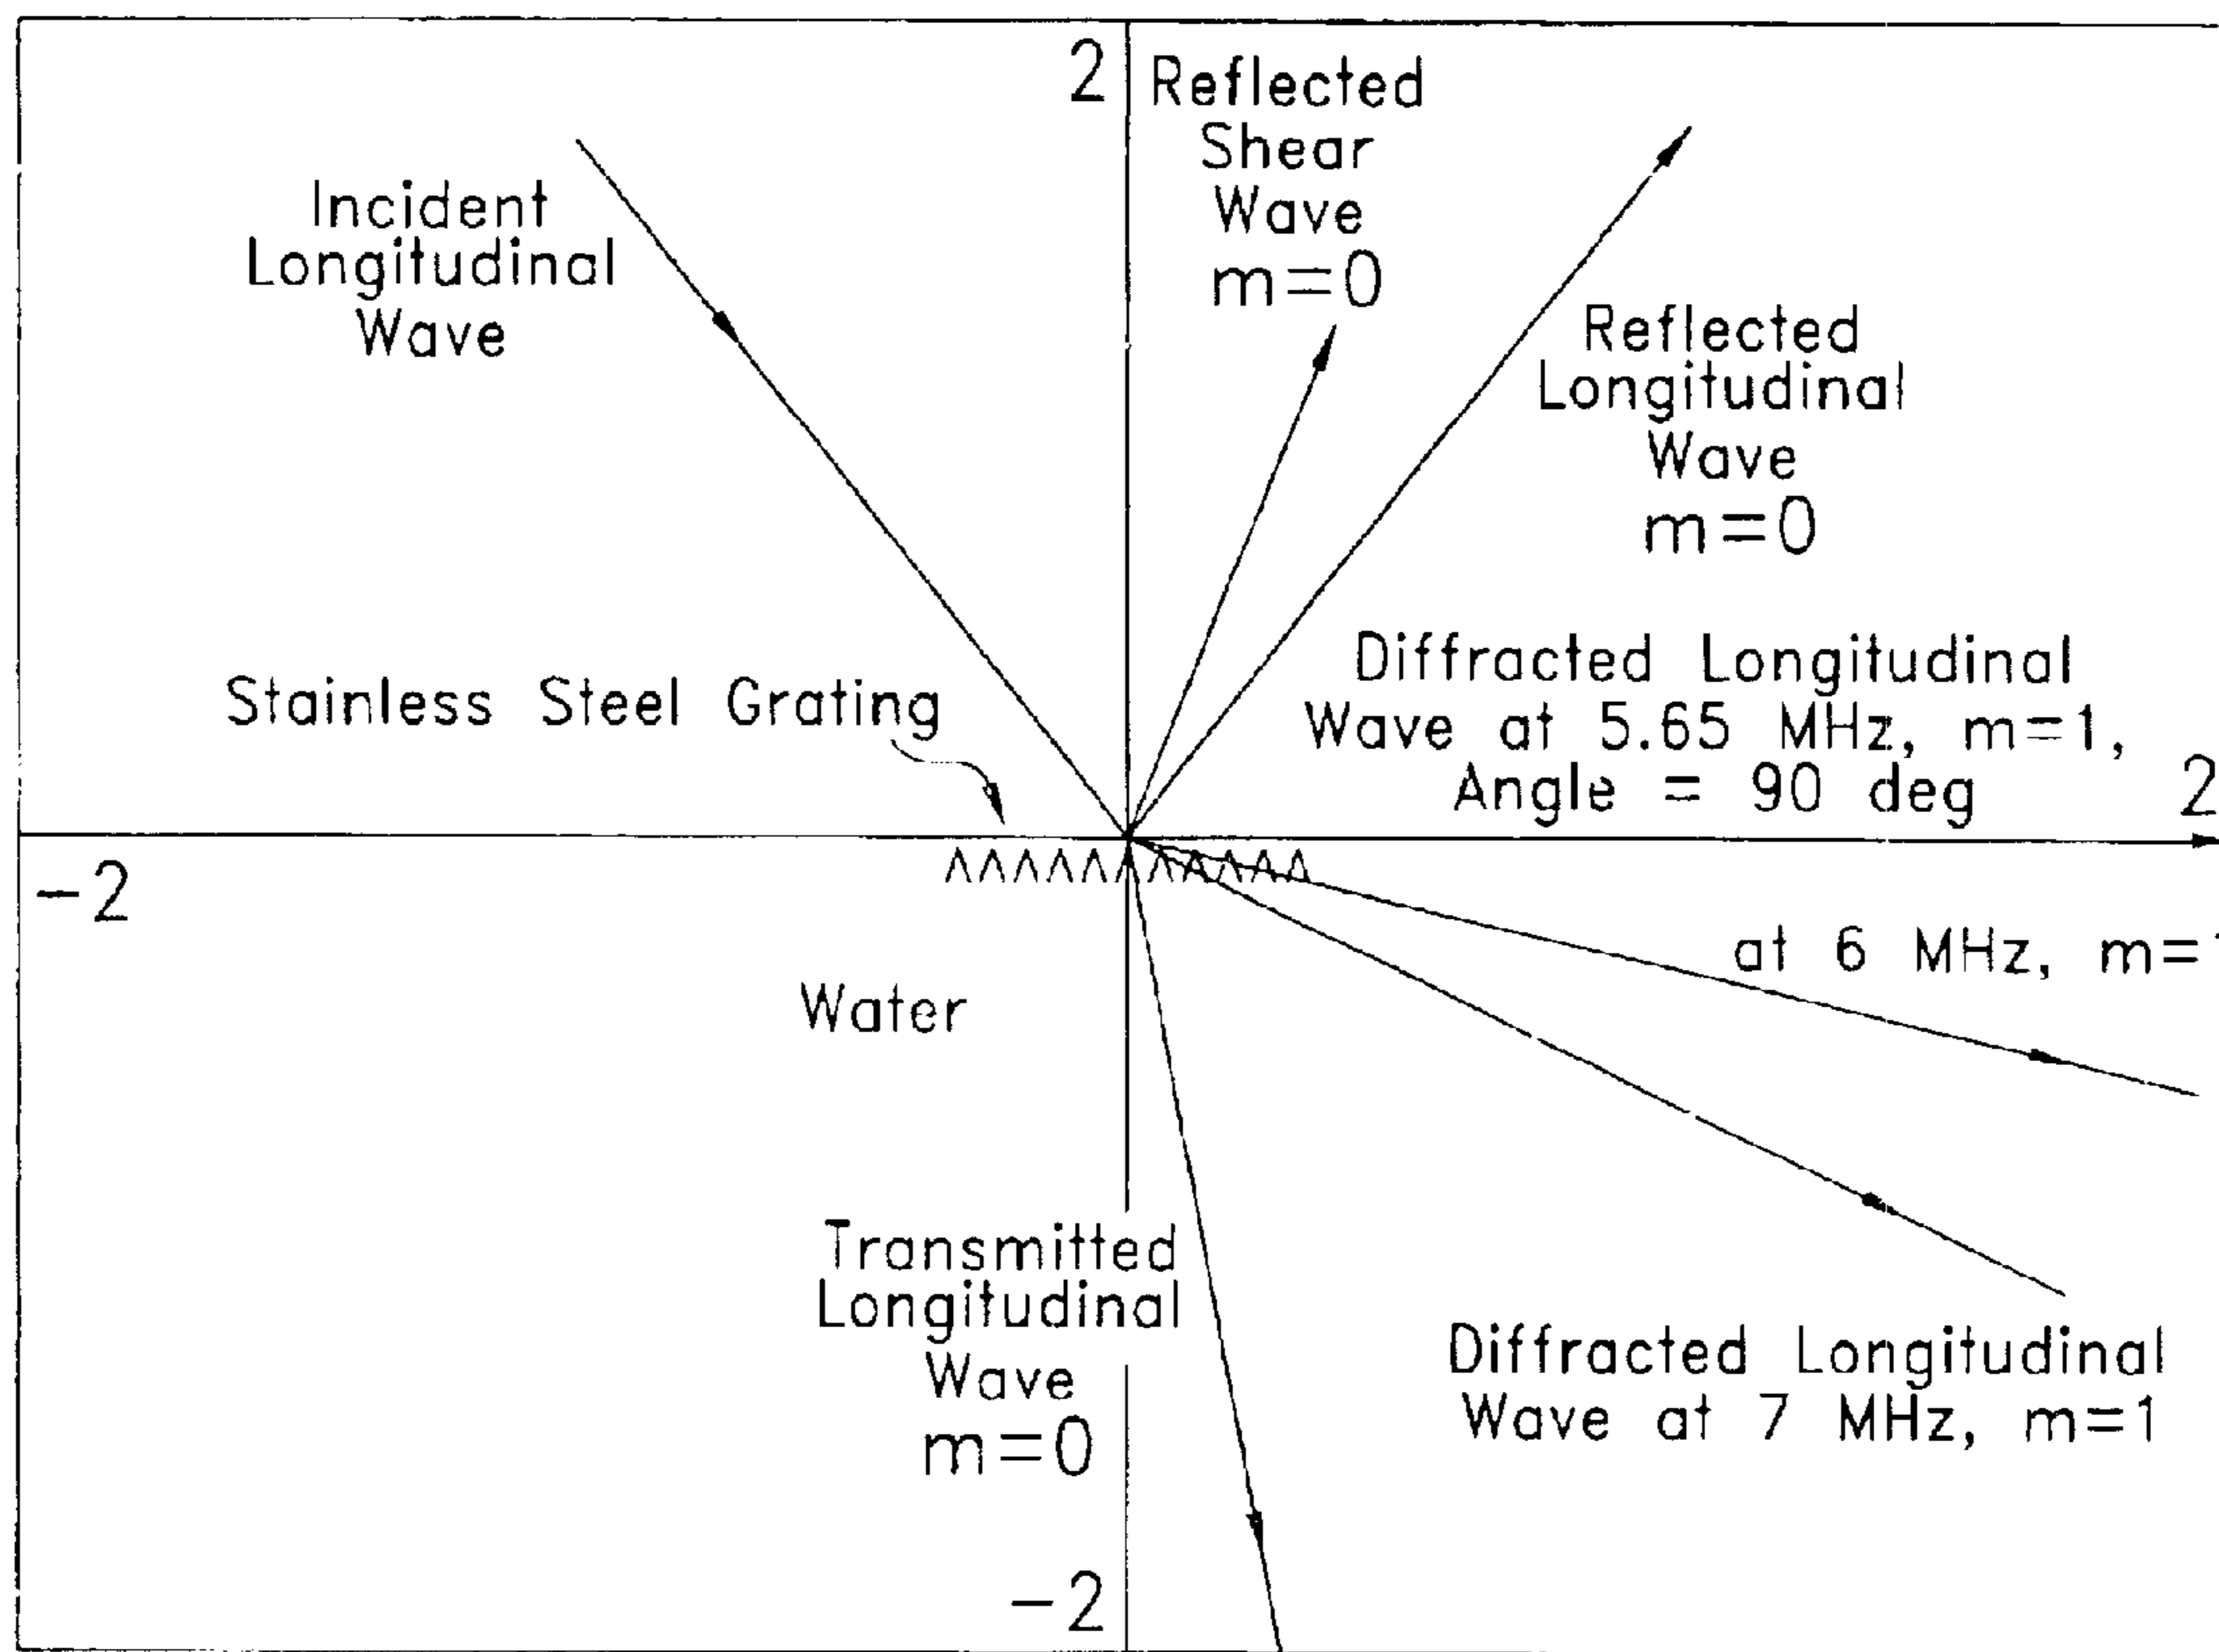 2
Reflected
Shear
Wave
m=0
Incident
Longitudinal
Wave
Reflected
Longitudinal
Wave
m=0
Stainless Steel Grating
Diffracted Longitudinal
Wave at 5.65 MHz, m=1,
Angle = 90 deg
2
-2
at 6 MHz, m=1
Water
Transmitted
Longitudinal
Wave
m=0
Diffracted Longitudinal
Wave at 7 MHz, m=1
-2